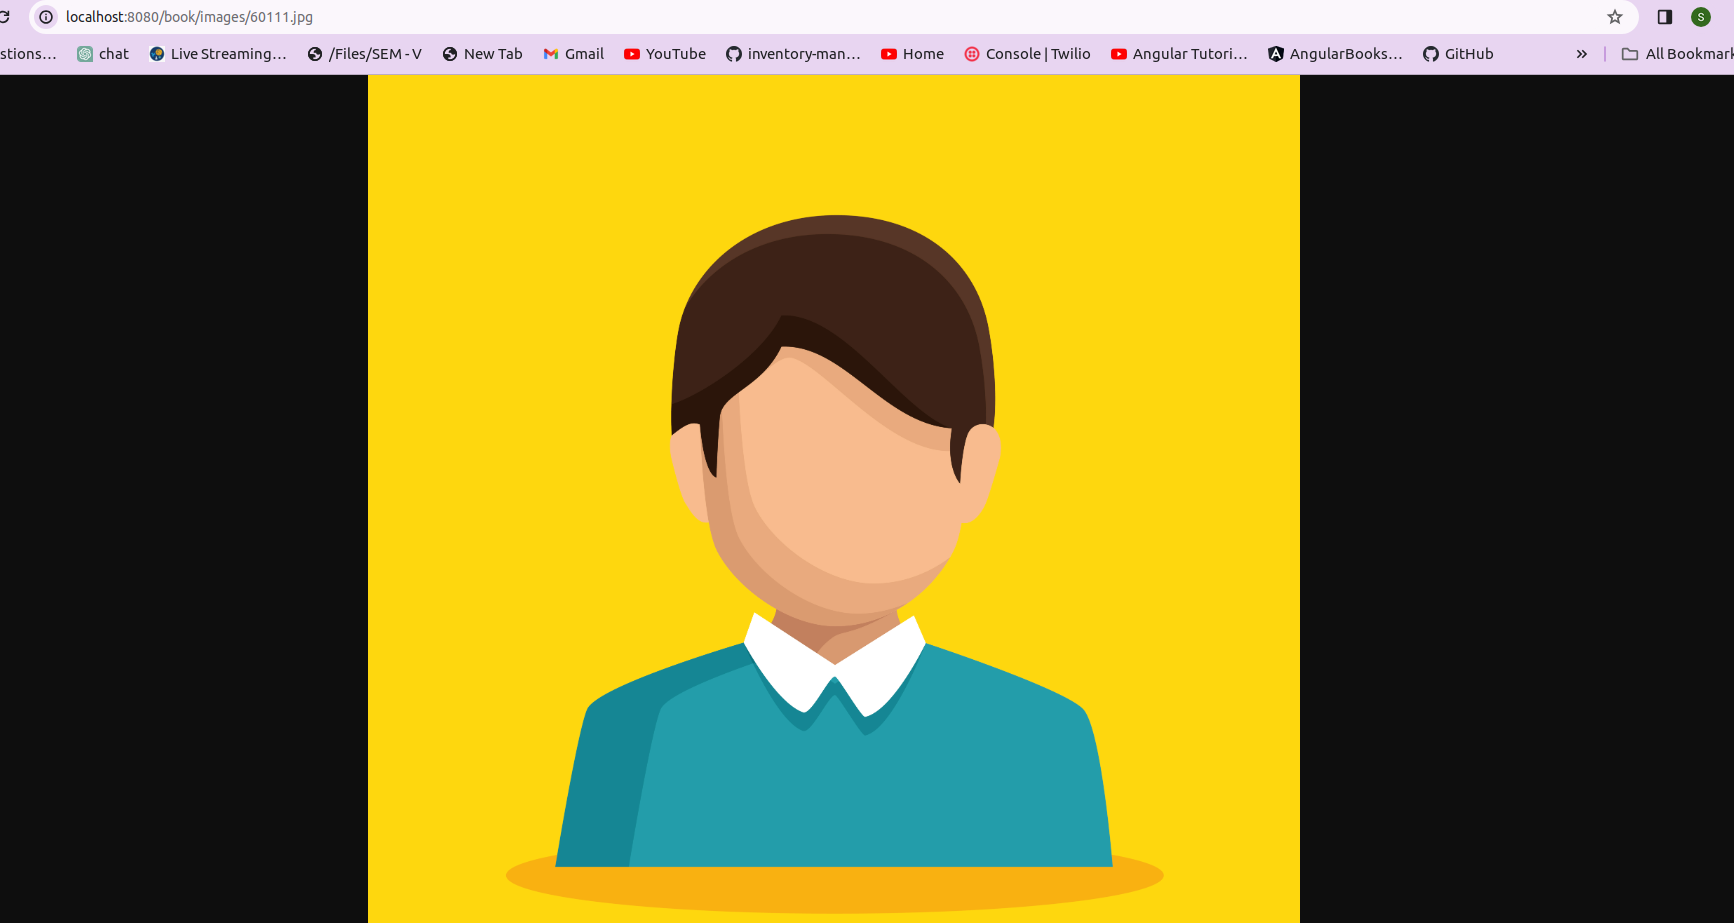 localhost:8080/book/images/60111.jpg
S
stions... chat Live Streaming... /Files/SEM - V New Tab Gmail YouTube inventory-man... Home Console | Twilio Angular Tutori... AngularBooks... GitHub » All Bookmark